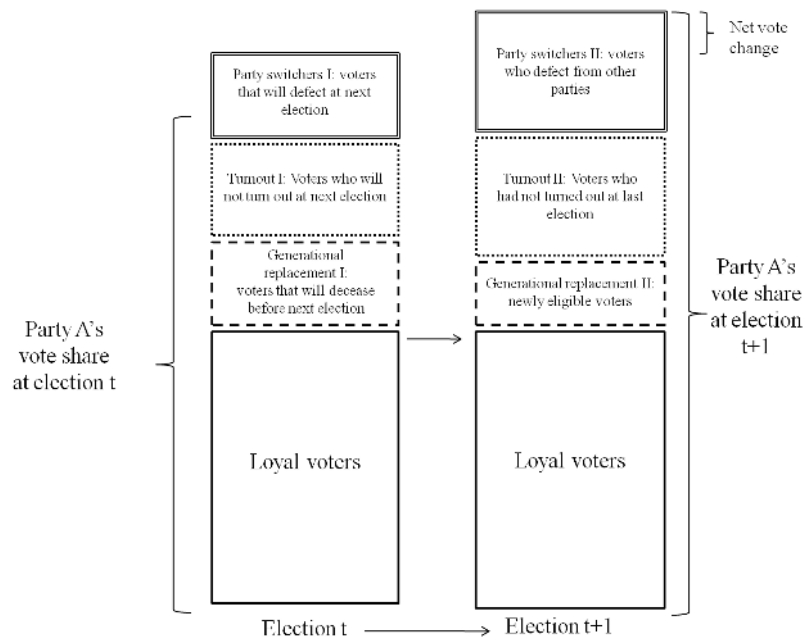 Net vote
change
Party switchers I: voters
that will defect at next
election
Party switchers II: voters
who defect from other
parties
Turnout I: Voters who will
not turn out at next election
Turnout II: Voters who
had not turned out at last
election
Generational
replacement I:
voters that will decease
before next election
Generational replacement II:
newly eligible voters
Party A's
vote share
at election t
Party A's
vote share
at election
t+1
Loyal voters
Loyal voters
Election t
Election t+1